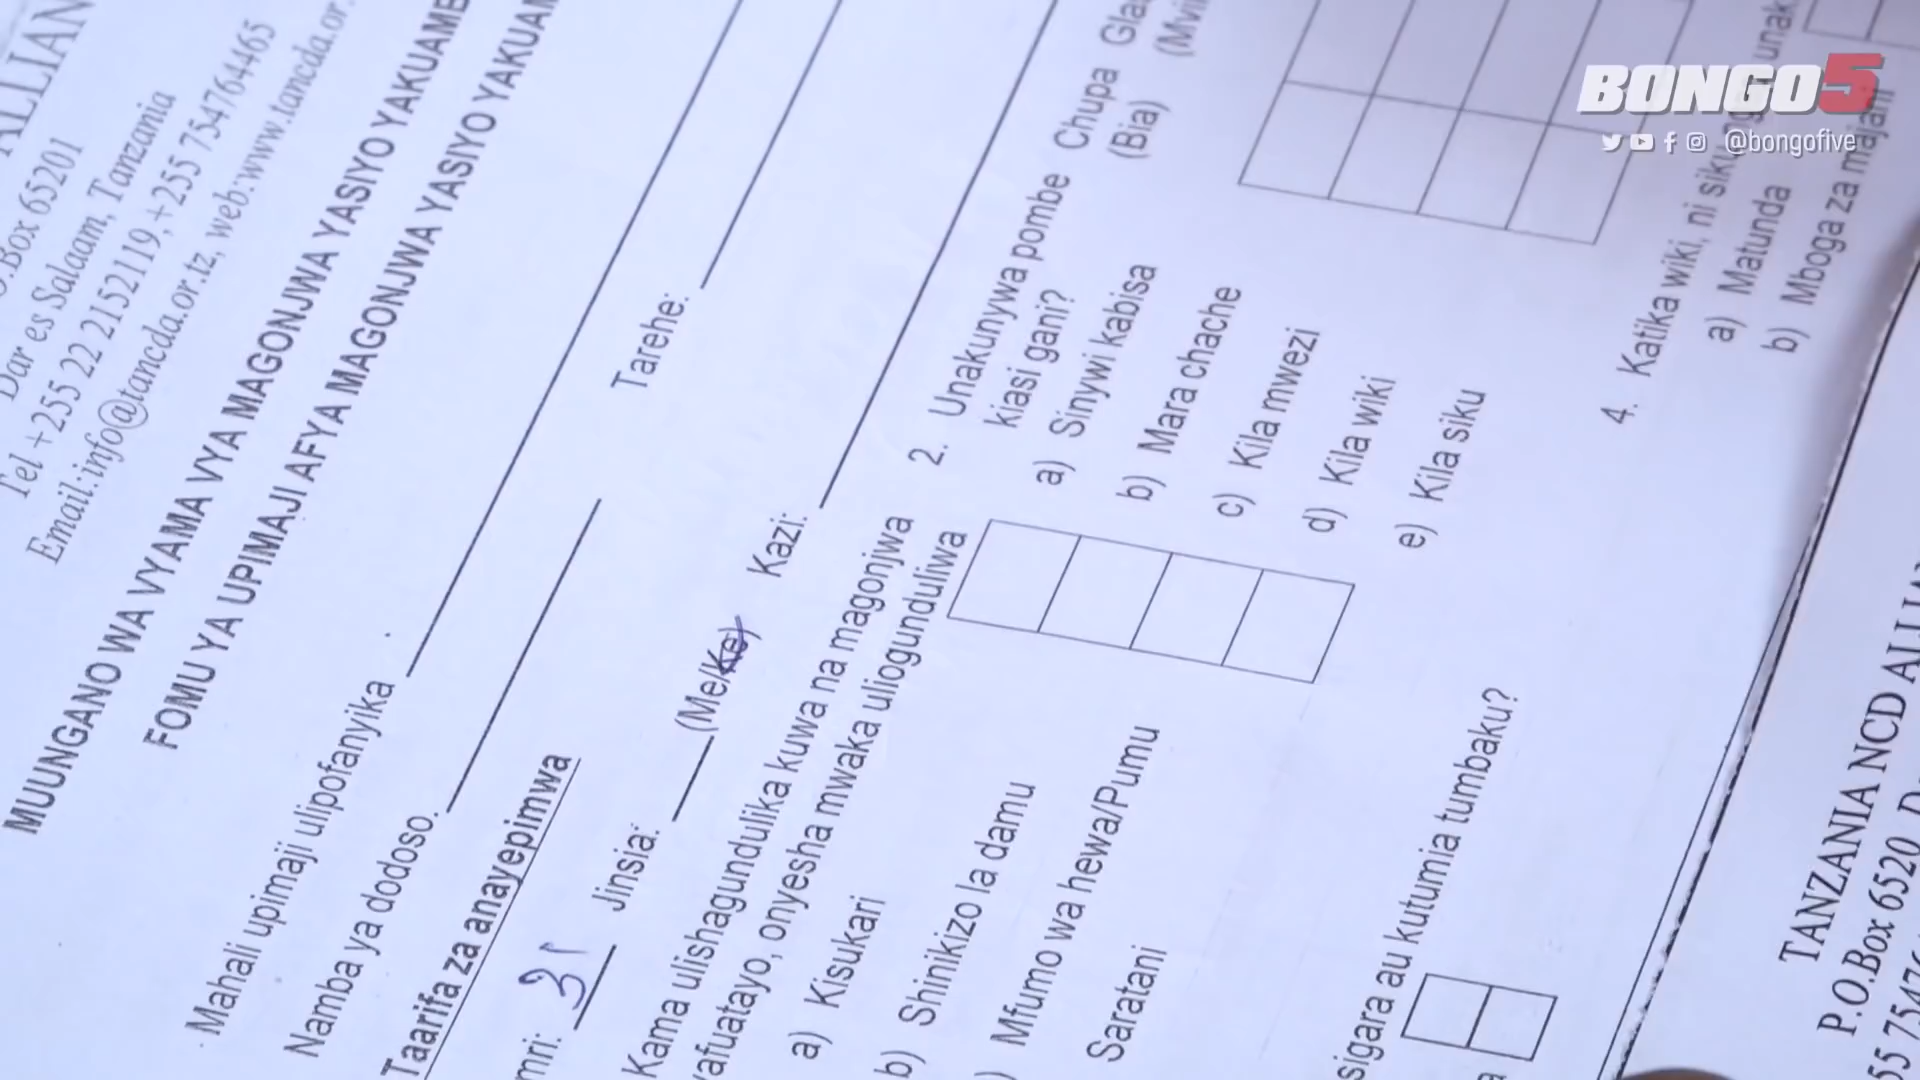 BONGO5
@bongofive
P.O.Box 65201
Dar es Salaam, Tanzania
Tel +255 22 2152119, +255 754764465
Email:info@tancda.or.tz, web:www.tancda.or.
MUUNGANO WA VYAMA VYA MAGONJWA YASIYO YAKUAMB
FOMU YA UPIMAJI AFYA MAGONJWA YASIYO YAKUAM
Mahali upimaji ulipofanyika
Namba ya dodoso. Tarehe:
Taarifa za anayepimwa
mri: 31 Jinsia: (Me/Ke) Kazi:
Kama ulishagundulika kuwa na magonjwa
yafuatayo, onyesha mwaka uliogunduliwa
a) Kisukari
b) Shinikizo la damu
) Mfumo wa hewa/Pumu
Saratani
2. Unakunywa pombe Chupa Gla
kiasi gani? (Bia) (Mvi
a) Sinywi kabisa
b) Mara chache
c) Kila mwezi
d) Kila wiki
e) Kila siku
sigara au kutumia tumbaku?
4. Katika wiki, ni siku unak
a) Matunda
b) Mboga za majani
TANZANIA NCD ALLIA
P.O.Box 6520
55 7547